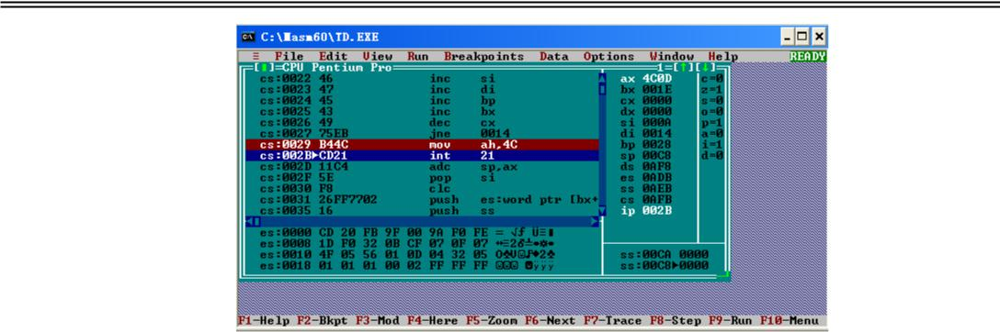 C:\Masm60\TD.EXE
≡ File Edit View Run Breakpoints Data Options Window Help READY
[■]=CPU Pentium Pro 1=[↑][↓]
cs:0022 46 inc si ax 4C0D c=0
cs:0023 47 inc di bx 001E z=1
cs:0024 45 inc bp cx 0000 s=0
cs:0025 43 inc bx dx 0000 o=0
cs:0026 49 dec cx si 000A p=1
cs:0027 75EB jne 0014 di 0014 a=0
cs:0029 B44C mov ah,4C bp 0028 i=1
cs:002B►CD21 int 21 sp 00C8 d=0
cs:002D 11C4 adc sp,ax ds 0AF8
cs:002F 5E pop si es 0ADB
cs:0030 F8 clc ss 0AEB
cs:0031 26FF7702 push es:word ptr [bx+ cs 0AFB
cs:0035 16 push ss ip 002B
es:0000 CD 20 FB 9F 00 9A F0 FE
es:0008 1D F0 32 0B CF 07 0F 07
es:0010 4F 05 56 01 0D 04 32 05 ss:00CA 0000
es:0018 01 01 01 00 02 FF FF FF ss:00C8►0000
F1-Help F2-Bkpt F3-Mod F4-Here F5-Zoom F6-Next F7-Trace F8-Step F9-Run F10-Menu